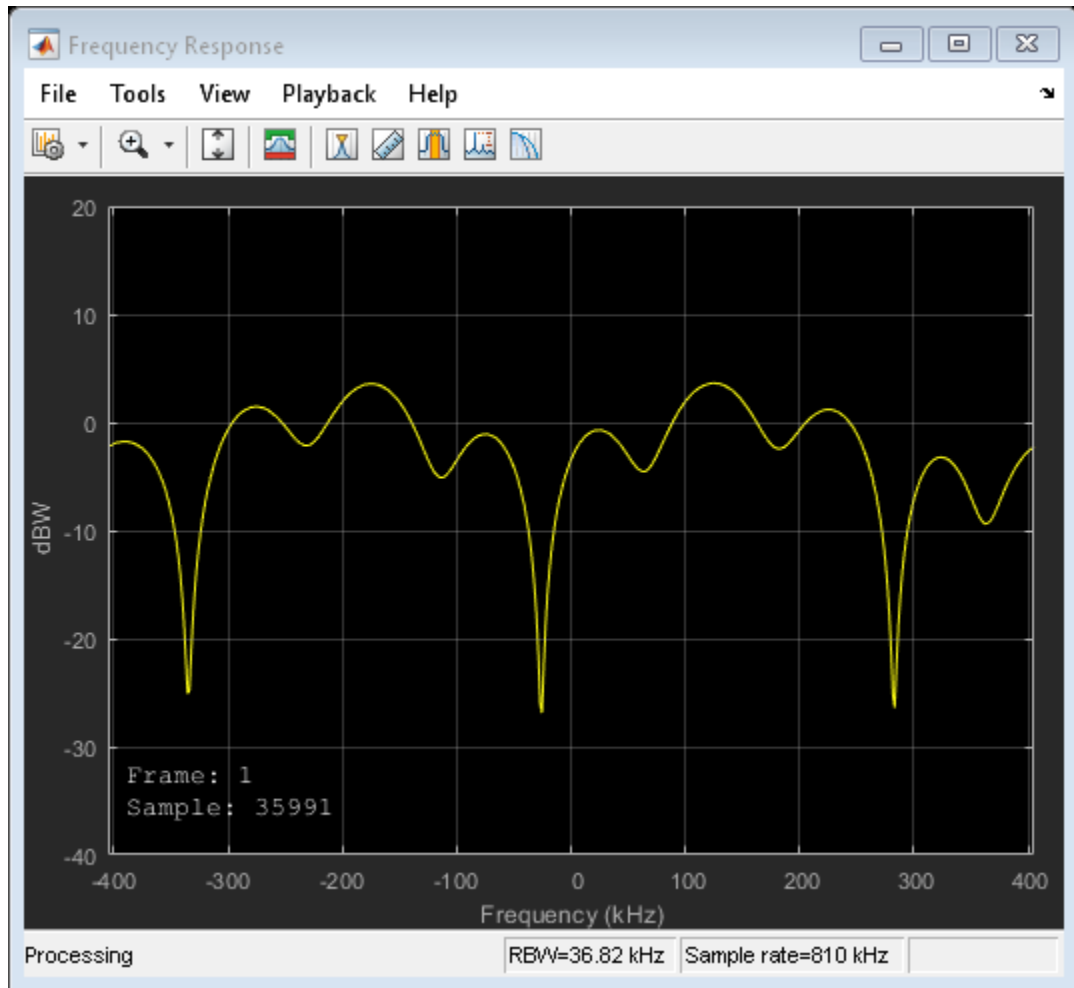 Frequency Response
File Tools View Playback Help
20
10
0
-10
-20
-30
-40
dBW
Frame: 1
Sample: 35991
-400 -300 -200 -100 0 100 200 300 400
Frequency (kHz)
Processing RBW=36.82 kHz Sample rate=810 kHz